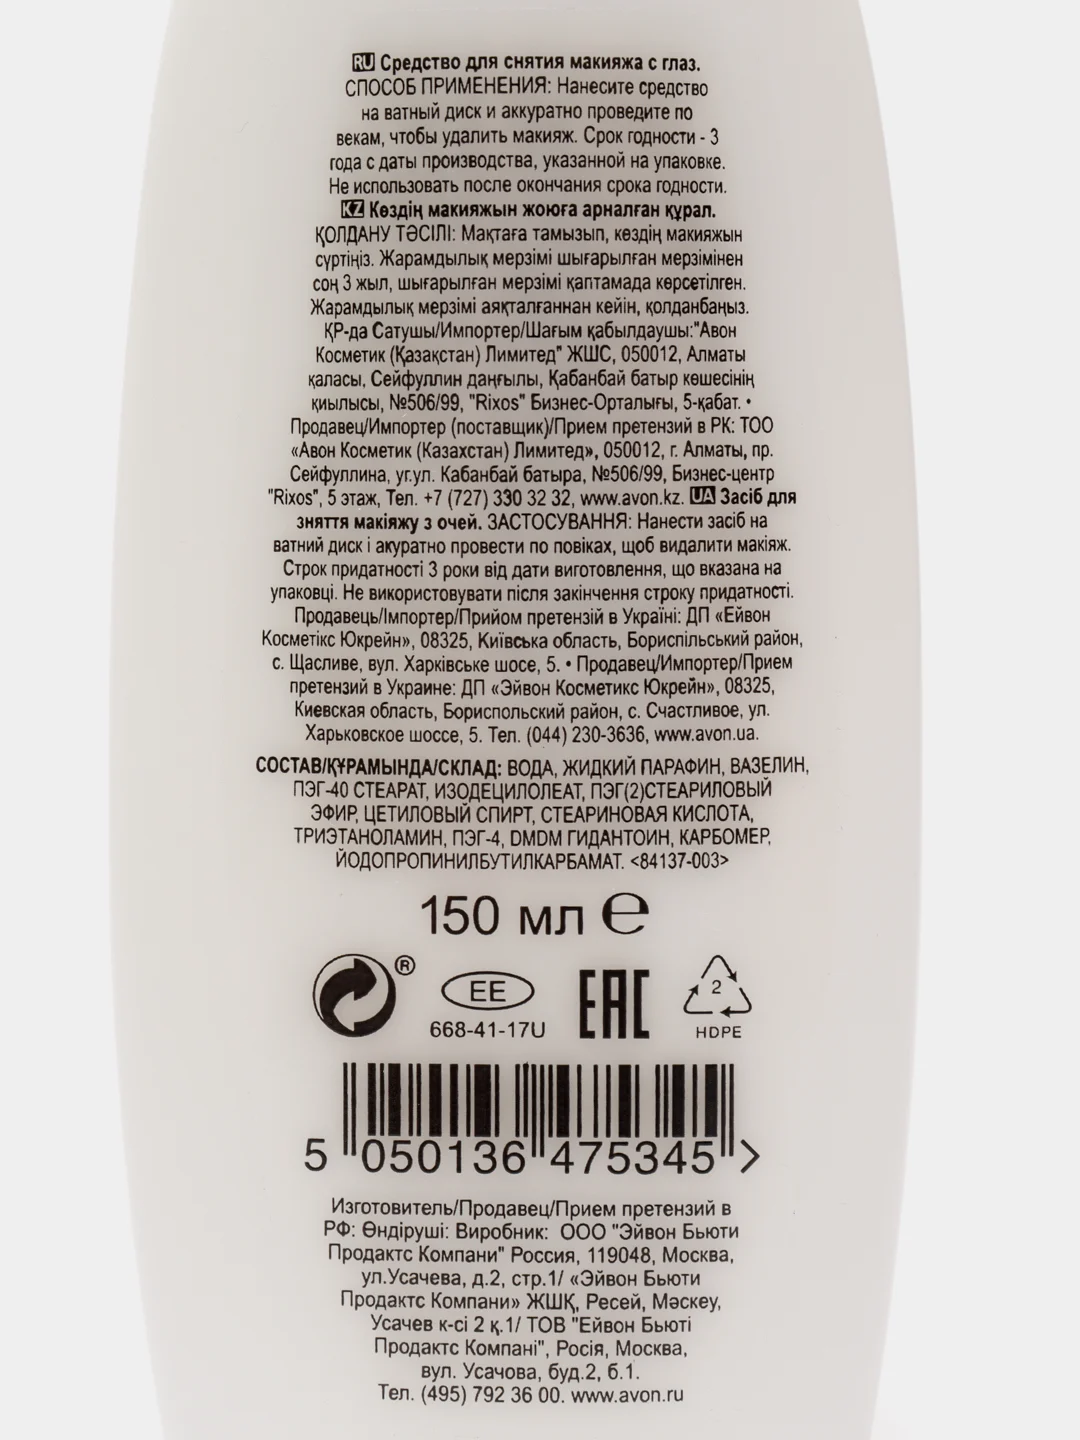 RU Средство для снятия макияжа с глаз.
СПОСОБ ПРИМЕНЕНИЯ: Нанесите средство
на ватный диск и аккуратно проведите по
векам, чтобы удалить макияж. Срок годности - 3
года с даты производства, указанной на упаковке.
Не использовать после окончания срока годности.
KZ Көздің макияжын жоюға арналған құрал.
ҚОЛДАНУ ТӘСІЛІ: Мақтаға тамызып, көздің макияжын
сүртіңіз. Жарамдылық мерзімі шығарылған мерзімінен
соң 3 жыл, шығарылған мерзімі қаптамада көрсетілген.
Жарамдылық мерзімі аяқталғаннан кейін, қолданбаңыз.
ҚР-да Сатушы/Импортер/Шағым қабылдаушы:"Авон
Косметик (Қазақстан) Лимитед" ЖШС, 050012, Алматы
қаласы, Сейфуллин даңғылы, Қабанбай батыр көшесінің
қиылысы, №506/99, "Rixos" Бизнес-Орталығы, 5-қабат. •
Продавец/Импортер (поставщик)/Прием претензий в РК: ТОО
«Авон Косметик (Казахстан) Лимитед», 050012, г. Алматы, пр.
Сейфуллина, уг.ул. Кабанбай батыра, №506/99, Бизнес-центр
"Rixos", 5 этаж, Тел. +7 (727) 330 32 32, www.avon.kz. UA Засіб для
зняття макіяжу з очей. ЗАСТОСУВАННЯ: Нанести засіб на
ватний диск і акуратно провести по повіках, щоб видалити макіяж.
Строк придатності 3 роки від дати виготовлення, що вказана на
упаковці. Не використовувати після закінчення строку придатності.
Продавець/Імпортер/Прийом претензій в Україні: ДП «Ейвон
Косметікс Юкрейн», 08325, Київська область, Бориспільський район,
с. Щасливе, вул. Харківське шосе, 5. • Продавец/Импортер/Прием
претензий в Украине: ДП «Эйвон Косметикс Юкрейн», 08325,
Киевская область, Бориспольский район, с. Счастливое, ул.
Харьковское шоссе, 5. Тел. (044) 230-3636, www.avon.ua.
СОСТАВ/ҚҰРАМЫНДА/СКЛАД: ВОДА, ЖИДКИЙ ПАРАФИН, ВАЗЕЛИН,
ПЭГ-40 СТЕАРАТ, ИЗОДЕЦИЛОЛЕАТ, ПЭГ(2)СТЕАРИЛОВЫЙ
ЭФИР, ЦЕТИЛОВЫЙ СПИРТ, СТЕАРИНОВАЯ КИСЛОТА,
ТРИЭТАНОЛАМИН, ПЭГ-4, DMDM ГИДАНТОИН, КАРБОМЕР,
ЙОДОПРОПИНИЛБУТИЛКАРБАМАТ. <84137-003>
150 мл ℮
®
EE
668-41-17U
EAC
2
HDPE
5 050136 475345 >
Изготовитель/Продавец/Прием претензий в
РФ: Өндіруші: Виробник: ООО "Эйвон Бьюти
Продактс Компани" Россия, 119048, Москва,
ул.Усачева, д.2, стр.1/ «Эйвон Бьюти
Продактс Компани» ЖШҚ, Ресей, Мәскеу,
Усачев к-сі 2 қ.1/ ТОВ "Ейвон Бьюті
Продактс Компані", Росія, Москва,
вул. Усачова, буд.2, б.1.
Тел. (495) 792 36 00. www.avon.ru